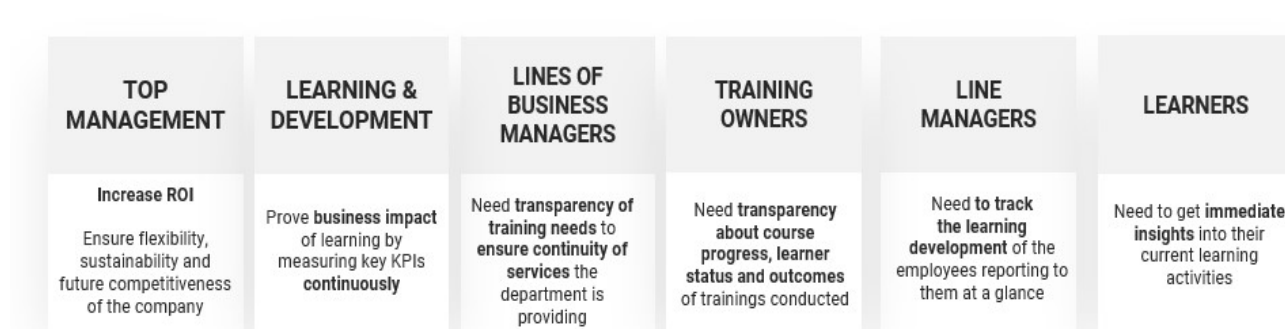 TOP
MANAGEMENT
Increase ROI
Ensure flexibility,
sustainability and
future competitiveness
of the company
LEARNING &
DEVELOPMENT
Prove business impact
of learning by
measuring key KPIs
continuously
LINES OF
BUSINESS
MANAGERS
Need transparency of
training needs to
ensure continuity of
services the
department is
providing
TRAINING
OWNERS
Need transparency
about course
progress, learner
status and outcomes
of trainings conducted
LINE
MANAGERS
Need to track
the learning
development of the
employees reporting to
them at a glance
LEARNERS
Need to get immediate
insights into their
current learning
activities